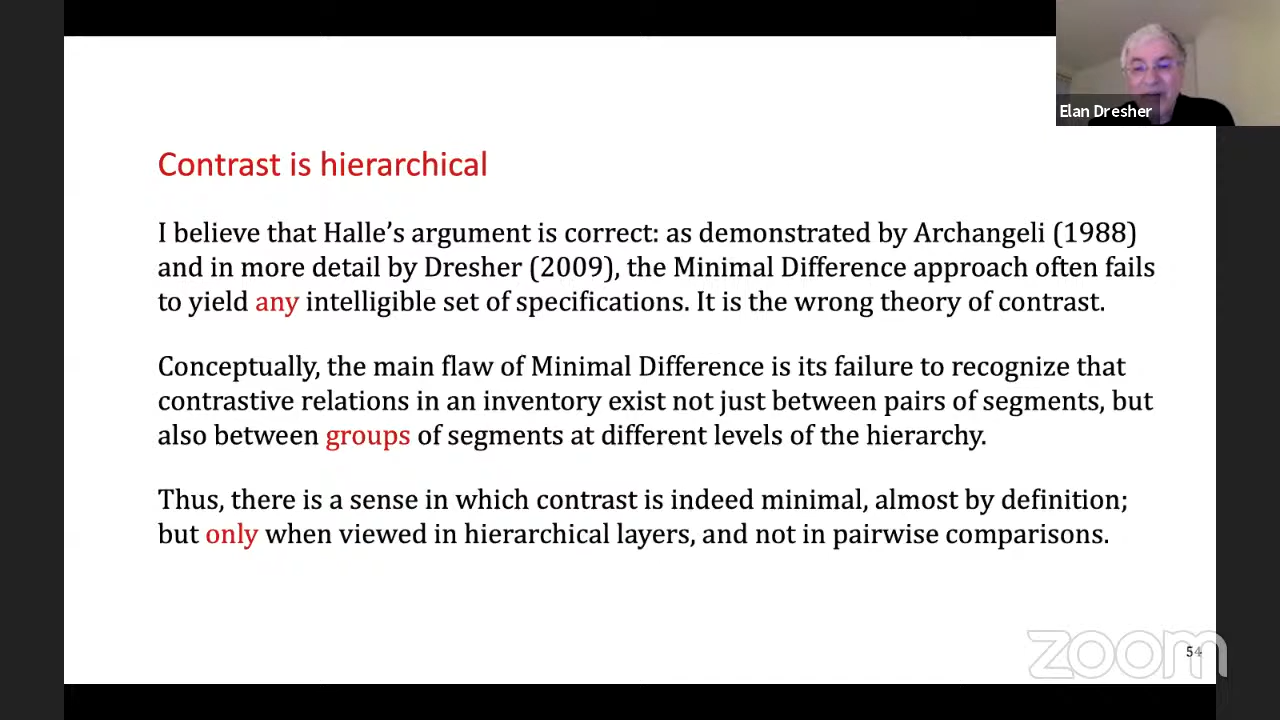 Elan Dresher
Contrast is hierarchical
I believe that Halle’s argument is correct: as demonstrated by Archangeli (1988)
and in more detail by Dresher (2009), the Minimal Difference approach often fails
to yield any intelligible set of specifications. It is the wrong theory of contrast.
Conceptually, the main flaw of Minimal Difference is its failure to recognize that
contrastive relations in an inventory exist not just between pairs of segments, but
also between groups of segments at different levels of the hierarchy.
Thus, there is a sense in which contrast is indeed minimal, almost by definition;
but only when viewed in hierarchical layers, and not in pairwise comparisons.
zoom
54